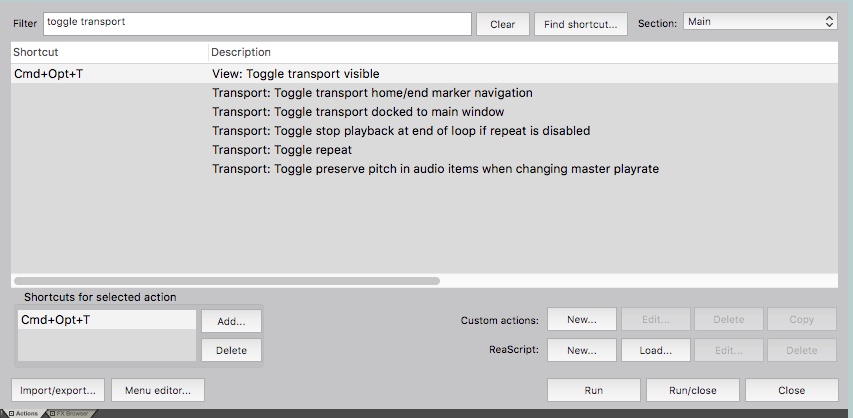 Filter toggle transport Clear Find shortcut... Section: Main
Shortcut Description
Cmd+Opt+T View: Toggle transport visible
Transport: Toggle transport home/end marker navigation
Transport: Toggle transport docked to main window
Transport: Toggle stop playback at end of loop if repeat is disabled
Transport: Toggle repeat
Transport: Toggle preserve pitch in audio items when changing master playrate
Shortcuts for selected action
Cmd+Opt+T Add... Custom actions: New... Edit... Delete Copy
Delete ReaScript: New... Load... Edit... Delete
Import/export... Menu editor... Run Run/close Close
Actions FX Browser